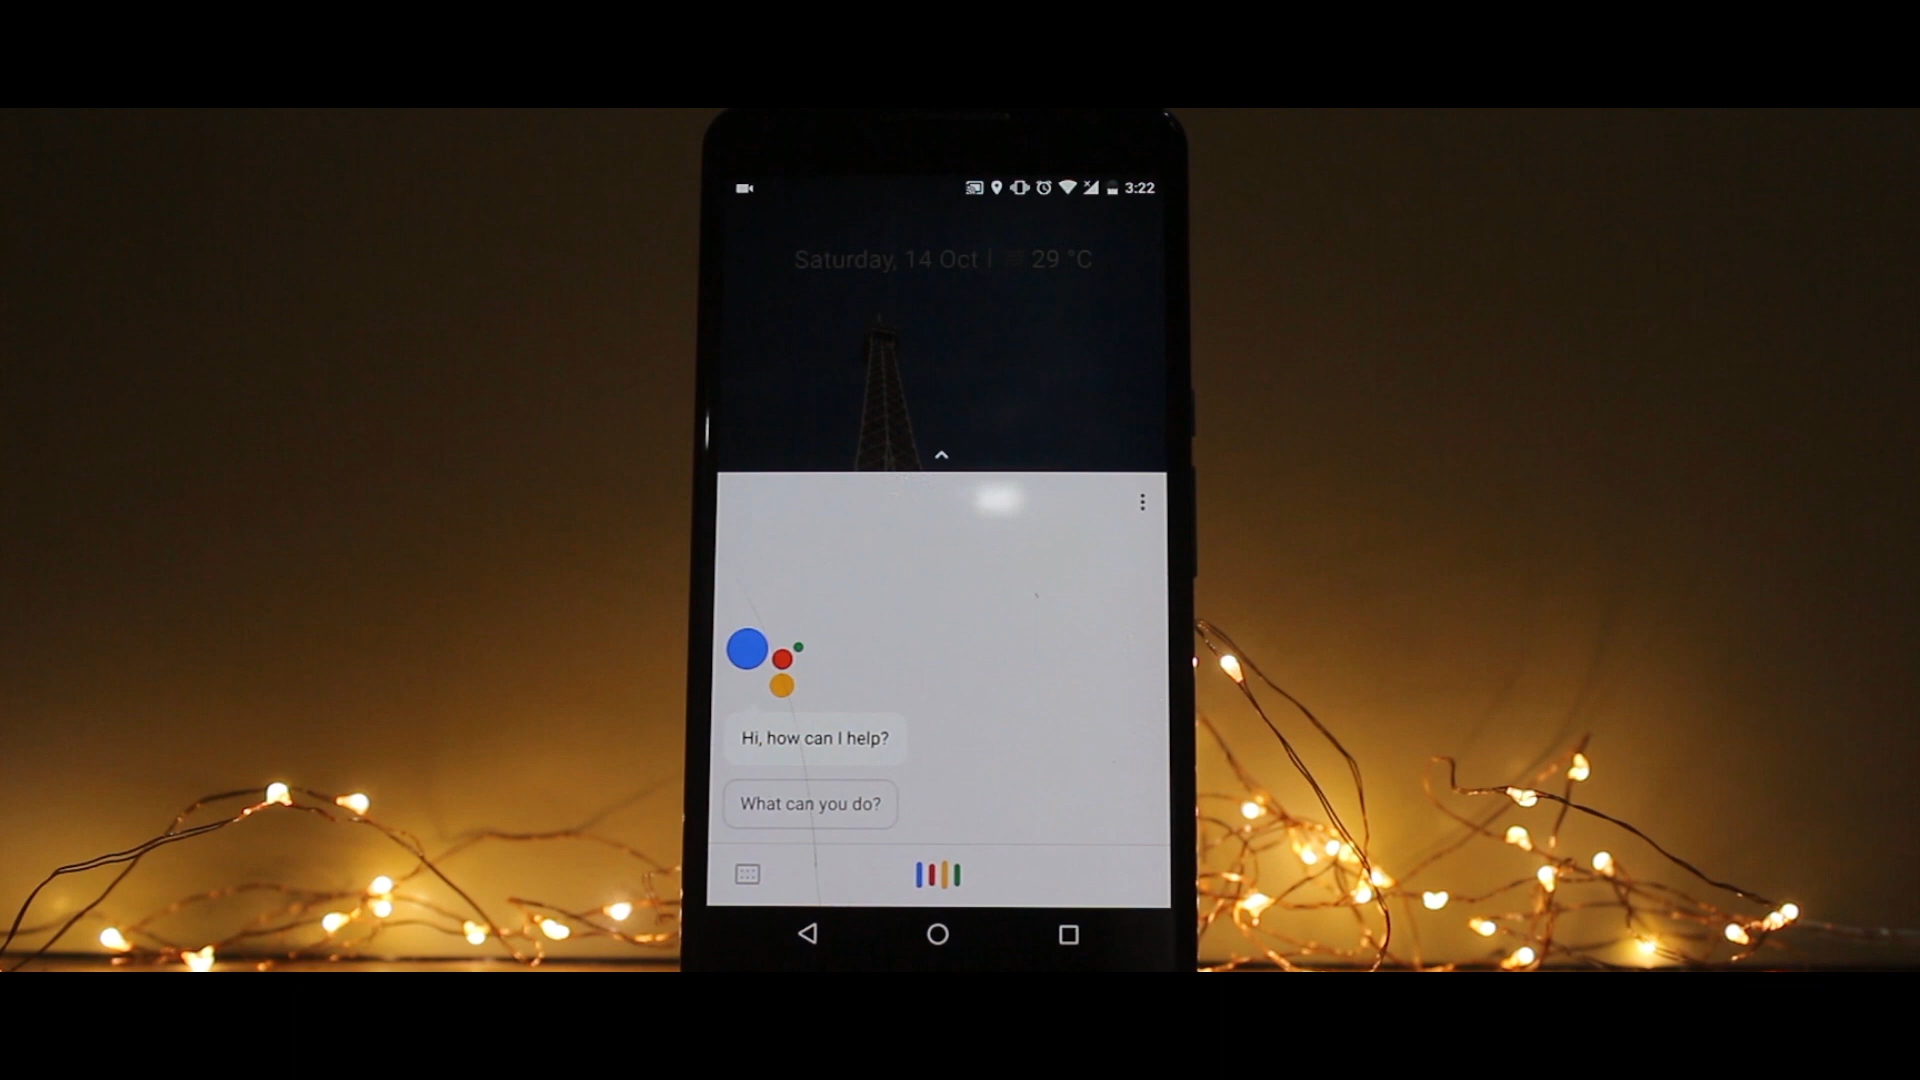 3:22
Saturday, 14 Oct | 29 °C
Hi, how can I help?
What can you do?